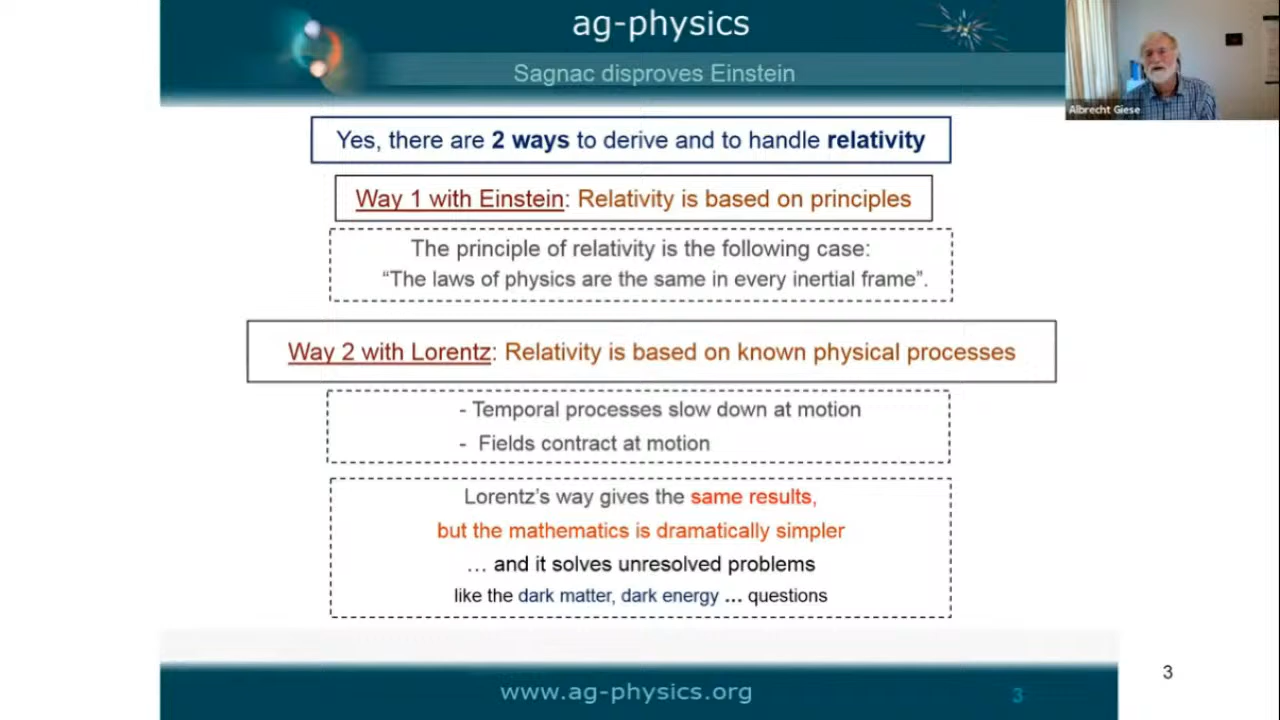 ag-physics
Sagnac disproves Einstein
Albrecht Giese
Yes, there are 2 ways to derive and to handle relativity
Way 1 with Einstein: Relativity is based on principles
The principle of relativity is the following case:
“The laws of physics are the same in every inertial frame”.
Way 2 with Lorentz: Relativity is based on known physical processes
- Temporal processes slow down at motion
- Fields contract at motion
Lorentz’s way gives the same results,
but the mathematics is dramatically simpler
… and it solves unresolved problems
like the dark matter, dark energy … questions
www.ag-physics.org
3
3